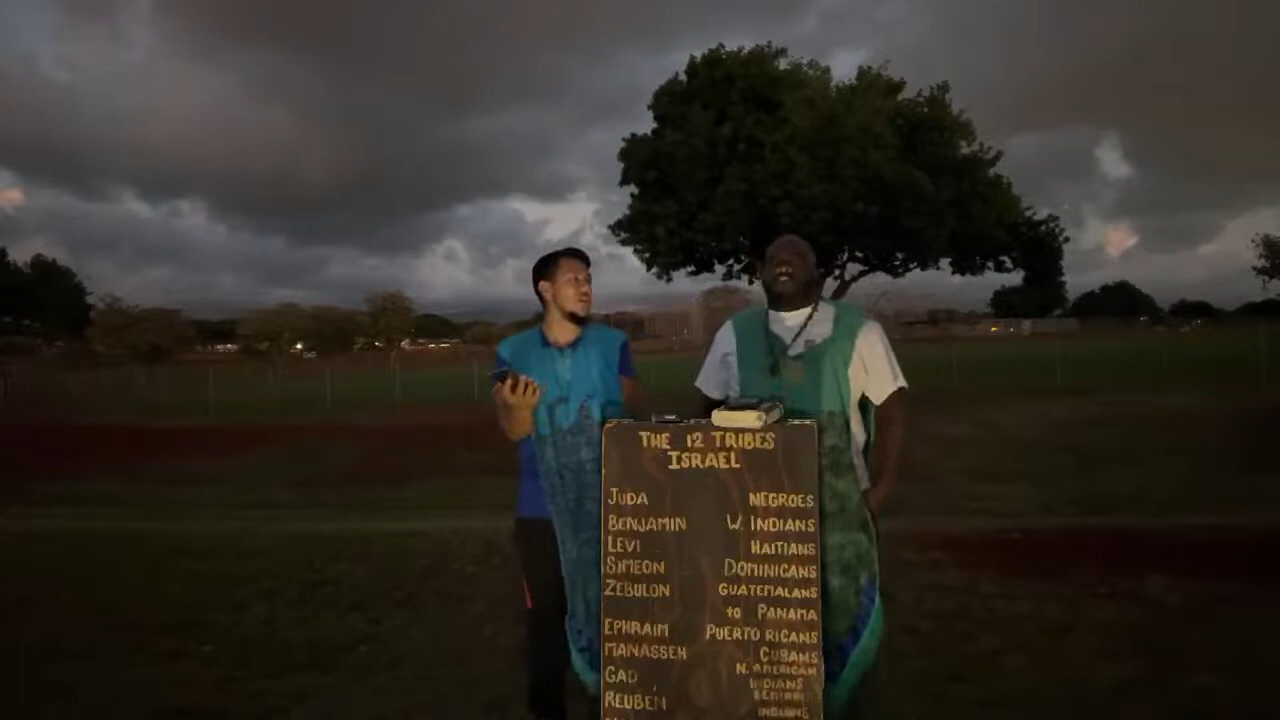 THE 12 TRIBES
ISRAEL
JUDA NEGROES
BENJAMIN W. INDIANS
LEVI HAITIANS
SIMEON DOMINICANS
ZEBULON GUATEMALANS
to PANAMA
EPHRAIM PUERTO RICANS
MANASSEH CUBANS
GAD N. AMERICAN
INDIANS
REUBEN
INDIANS